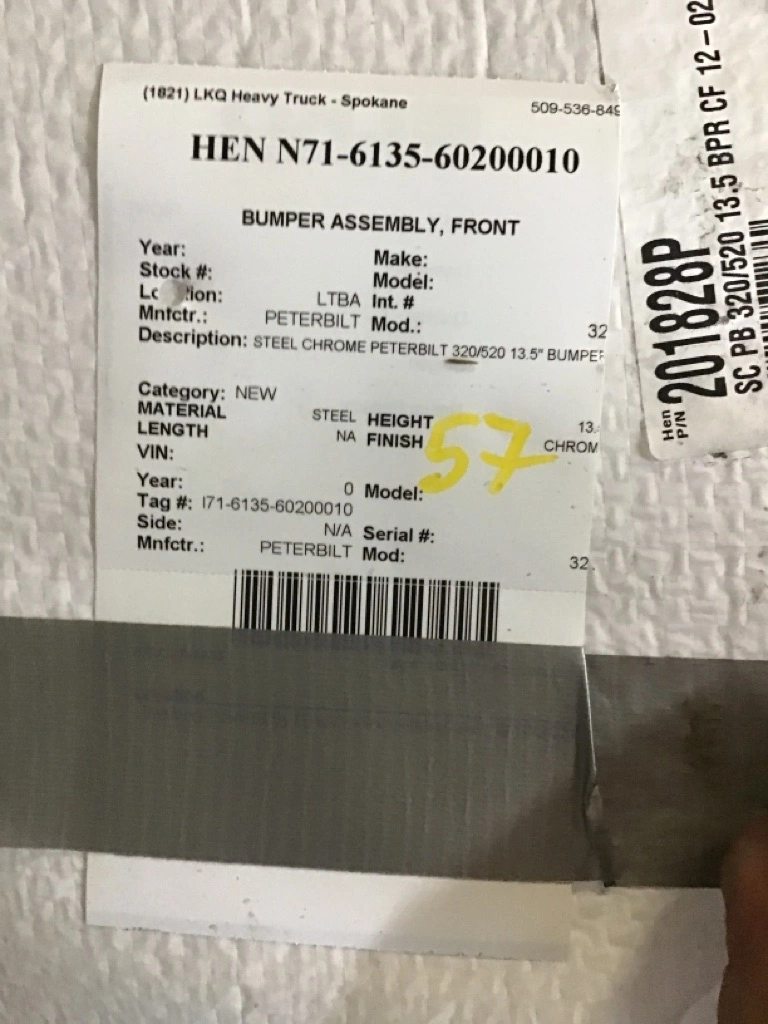 (1821) LKQ Heavy Truck - Spokane 509-536-849
HEN N71-6135-60200010
BUMPER ASSEMBLY, FRONT
Year: Make:
Stock #: Model:
Lc tion: LTBA Int. #
Mnfctr.: PETERBILT Mod.: 32
Description: STEEL CHROME PETERBILT 320/520 13.5" BUMPER
Category: NEW
MATERIAL STEEL HEIGHT 13.
LENGTH NA FINISH CHROM
57
VIN:
Year: 0 Model:
Tag #: I71-6135-60200010
Side: N/A Serial #:
Mnfctr.: PETERBILT Mod: 32.
Hen P/N 201828P
SC PB 320/520 13.5 BPR CF 12-02